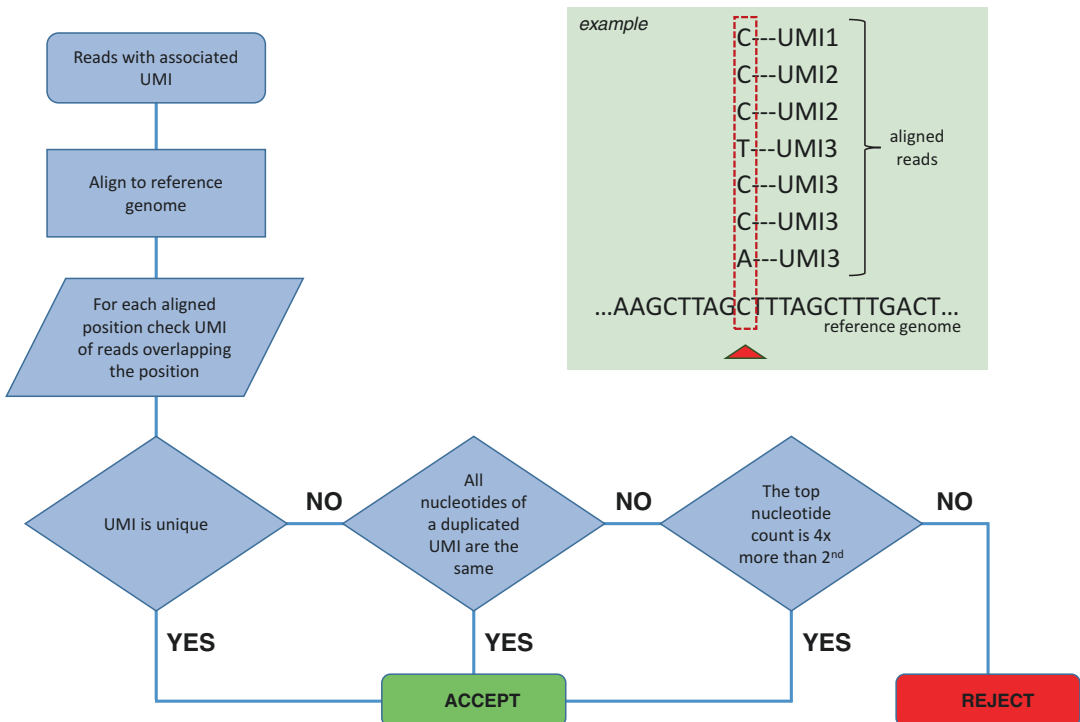 Reads with associated
UMI
Align to reference
genome
For each aligned
position check UMI
of reads overlapping
the position
example
C---UMI1
C---UMI2
C---UMI2
T---UMI3
C---UMI3
C---UMI3
A---UMI3
aligned
reads
...AAGCTTAGCTTTAGCTTTGACT...
reference genome
UMI is unique
NO
All
nucleotides of
a duplicated
UMI are the
same
NO
The top
nucleotide
count is 4x
more than 2nd
NO
YES
YES
YES
ACCEPT
REJECT